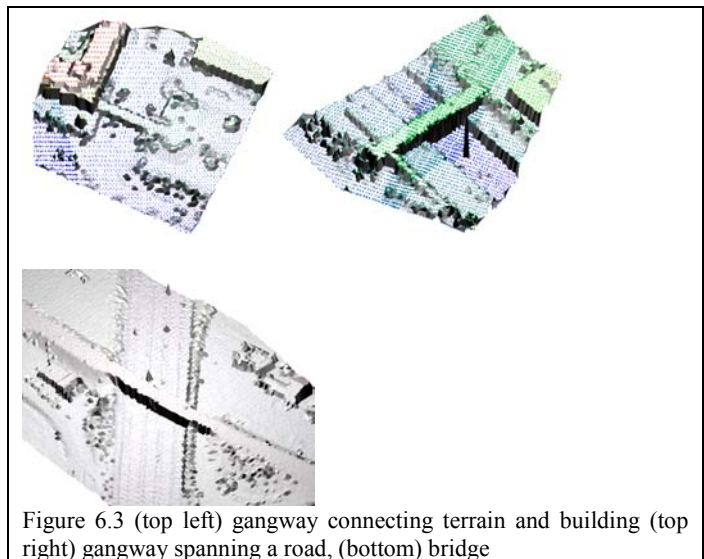 Figure 6.3 (top left) gangway connecting terrain and building (top
right) gangway spanning a road, (bottom) bridge